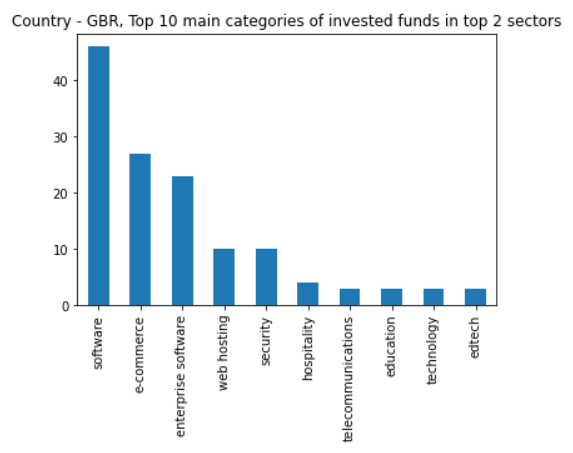 Country - GBR, Top 10 main categories of invested funds in top 2 sectors
40
30
20
10
0
software
e-commerce
enterprise software
web hosting
security
hospitality
telecommunications
education
technology
edtech